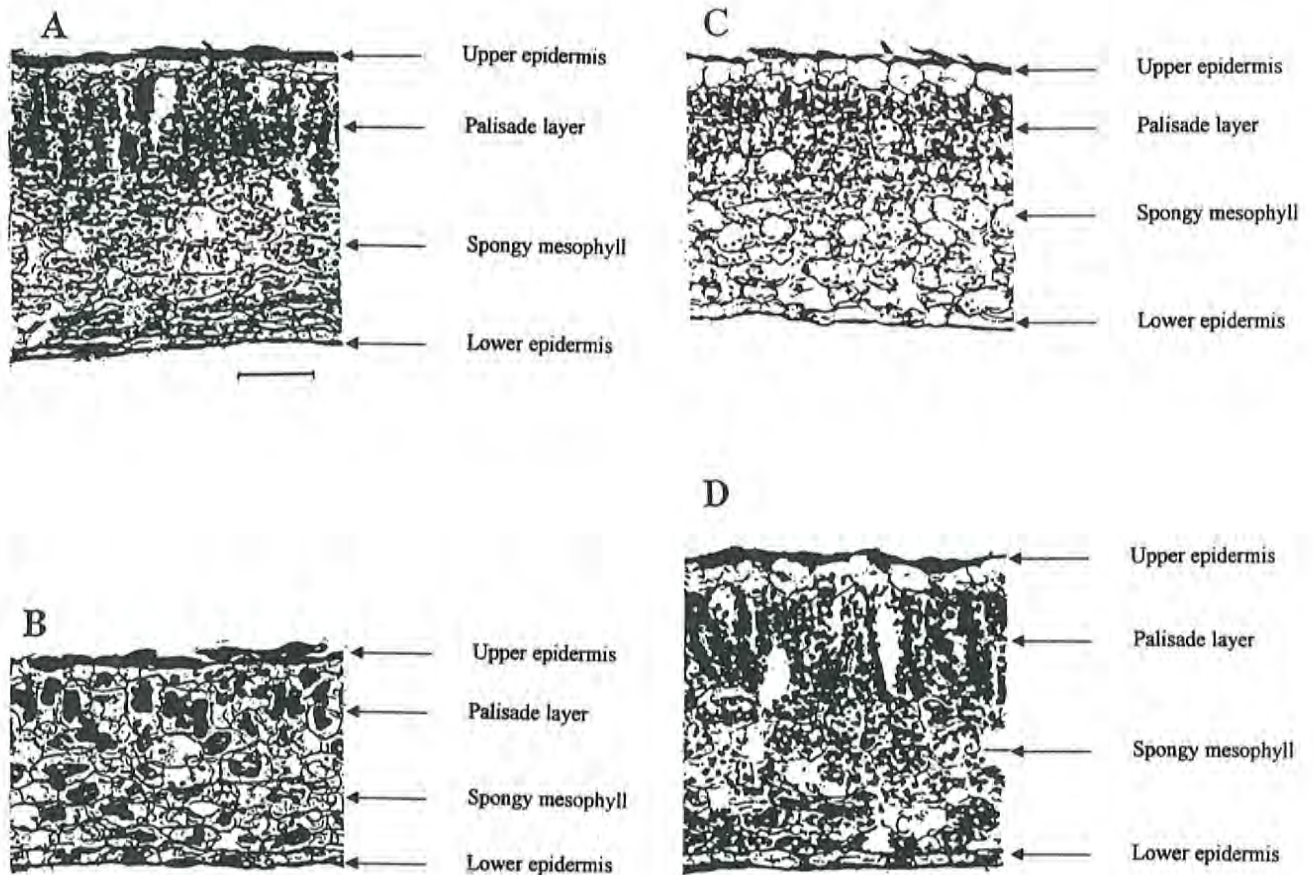 A
Upper epidermis
Palisade layer
Spongy mesophyll
Lower epidermis
C
Upper epidermis
Palisade layer
Spongy mesophyll
Lower epidermis
B
Upper epidermis
Palisade layer
Spongy mesophyll
Lower epidermis
D
Upper epidermis
Palisade layer
Spongy mesophyll
Lower epidermis